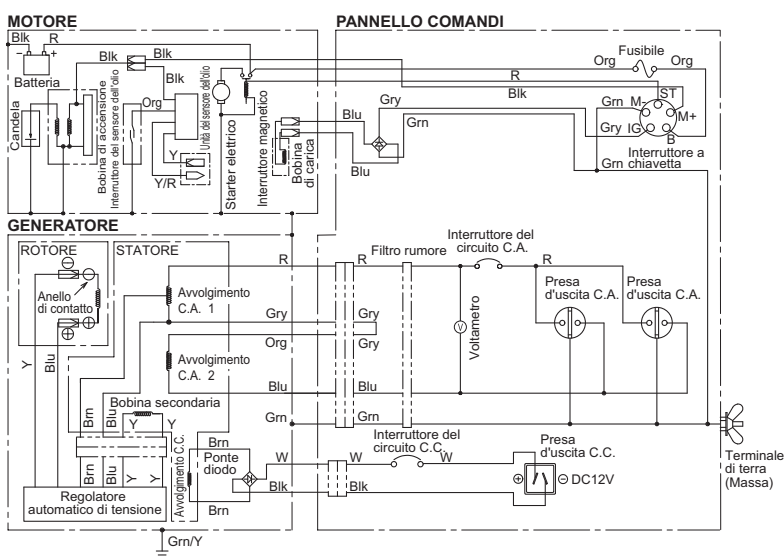 MOTORE
PANNELLO COMANDI
Blk
R
Batteria
Blk
Blk
Blk
Org
Candela
Bobina di accensione
Interruttore del sensore dell'olio
Unità del sensore dell'olio
Y
Y/R
Starter elettrico
Interruttore magnetico
Bobina di carica
Blu
Blu
Gry
Grn
Fusibile
Org
Org
R
Blk
ST
Grn
M-
M+
Gry
IG
B
Interruttore a
chiavetta
Grn
GENERATORE
ROTORE
STATORE
Anello
di contatto
Y
Blu
Avvolgimento
C.A. 1
Avvolgimento
C.A. 2
R
Gry
Org
Blu
Grn
Filtro rumore
R
Gry
Gry
Blu
Grn
Voltametro
V
Interruttore del
circuito C.A.
R
Presa
d'uscita C.A.
Presa
d'uscita C.A.
Bobina secondaria
Y
Y
Brn
Blu
Brn
Blu
Y
Y
Regolatore
automatico di tensione
Avvolgimento C.C.
Brn
Ponte
diodo
Brn
W
Blk
Interruttore del
circuito C.C.
W
W
Blk
Presa
d'uscita C.C.
DC12V
Terminale
di terra
(Massa)
Grn/Y